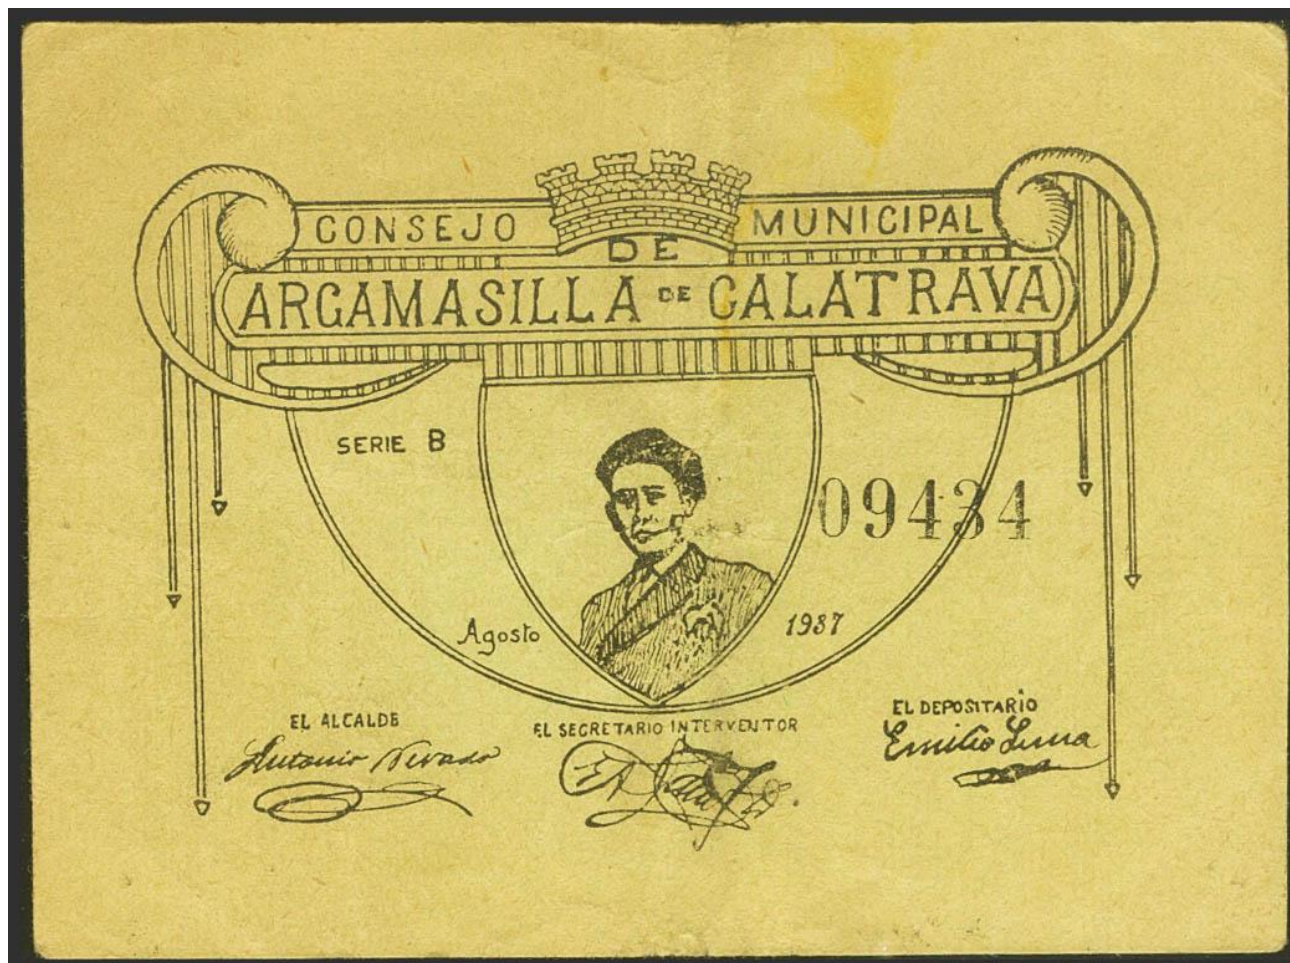 CONSEJO MUNICIPAL
DE
ARGAMASILLA DE CALATRAVA
SERIE B
09434
Agosto 1937
EL ALCALDE
Antonio Nevado
EL SECRETARIO INTERVENTOR
EL DEPOSITARIO
Emilio Luna